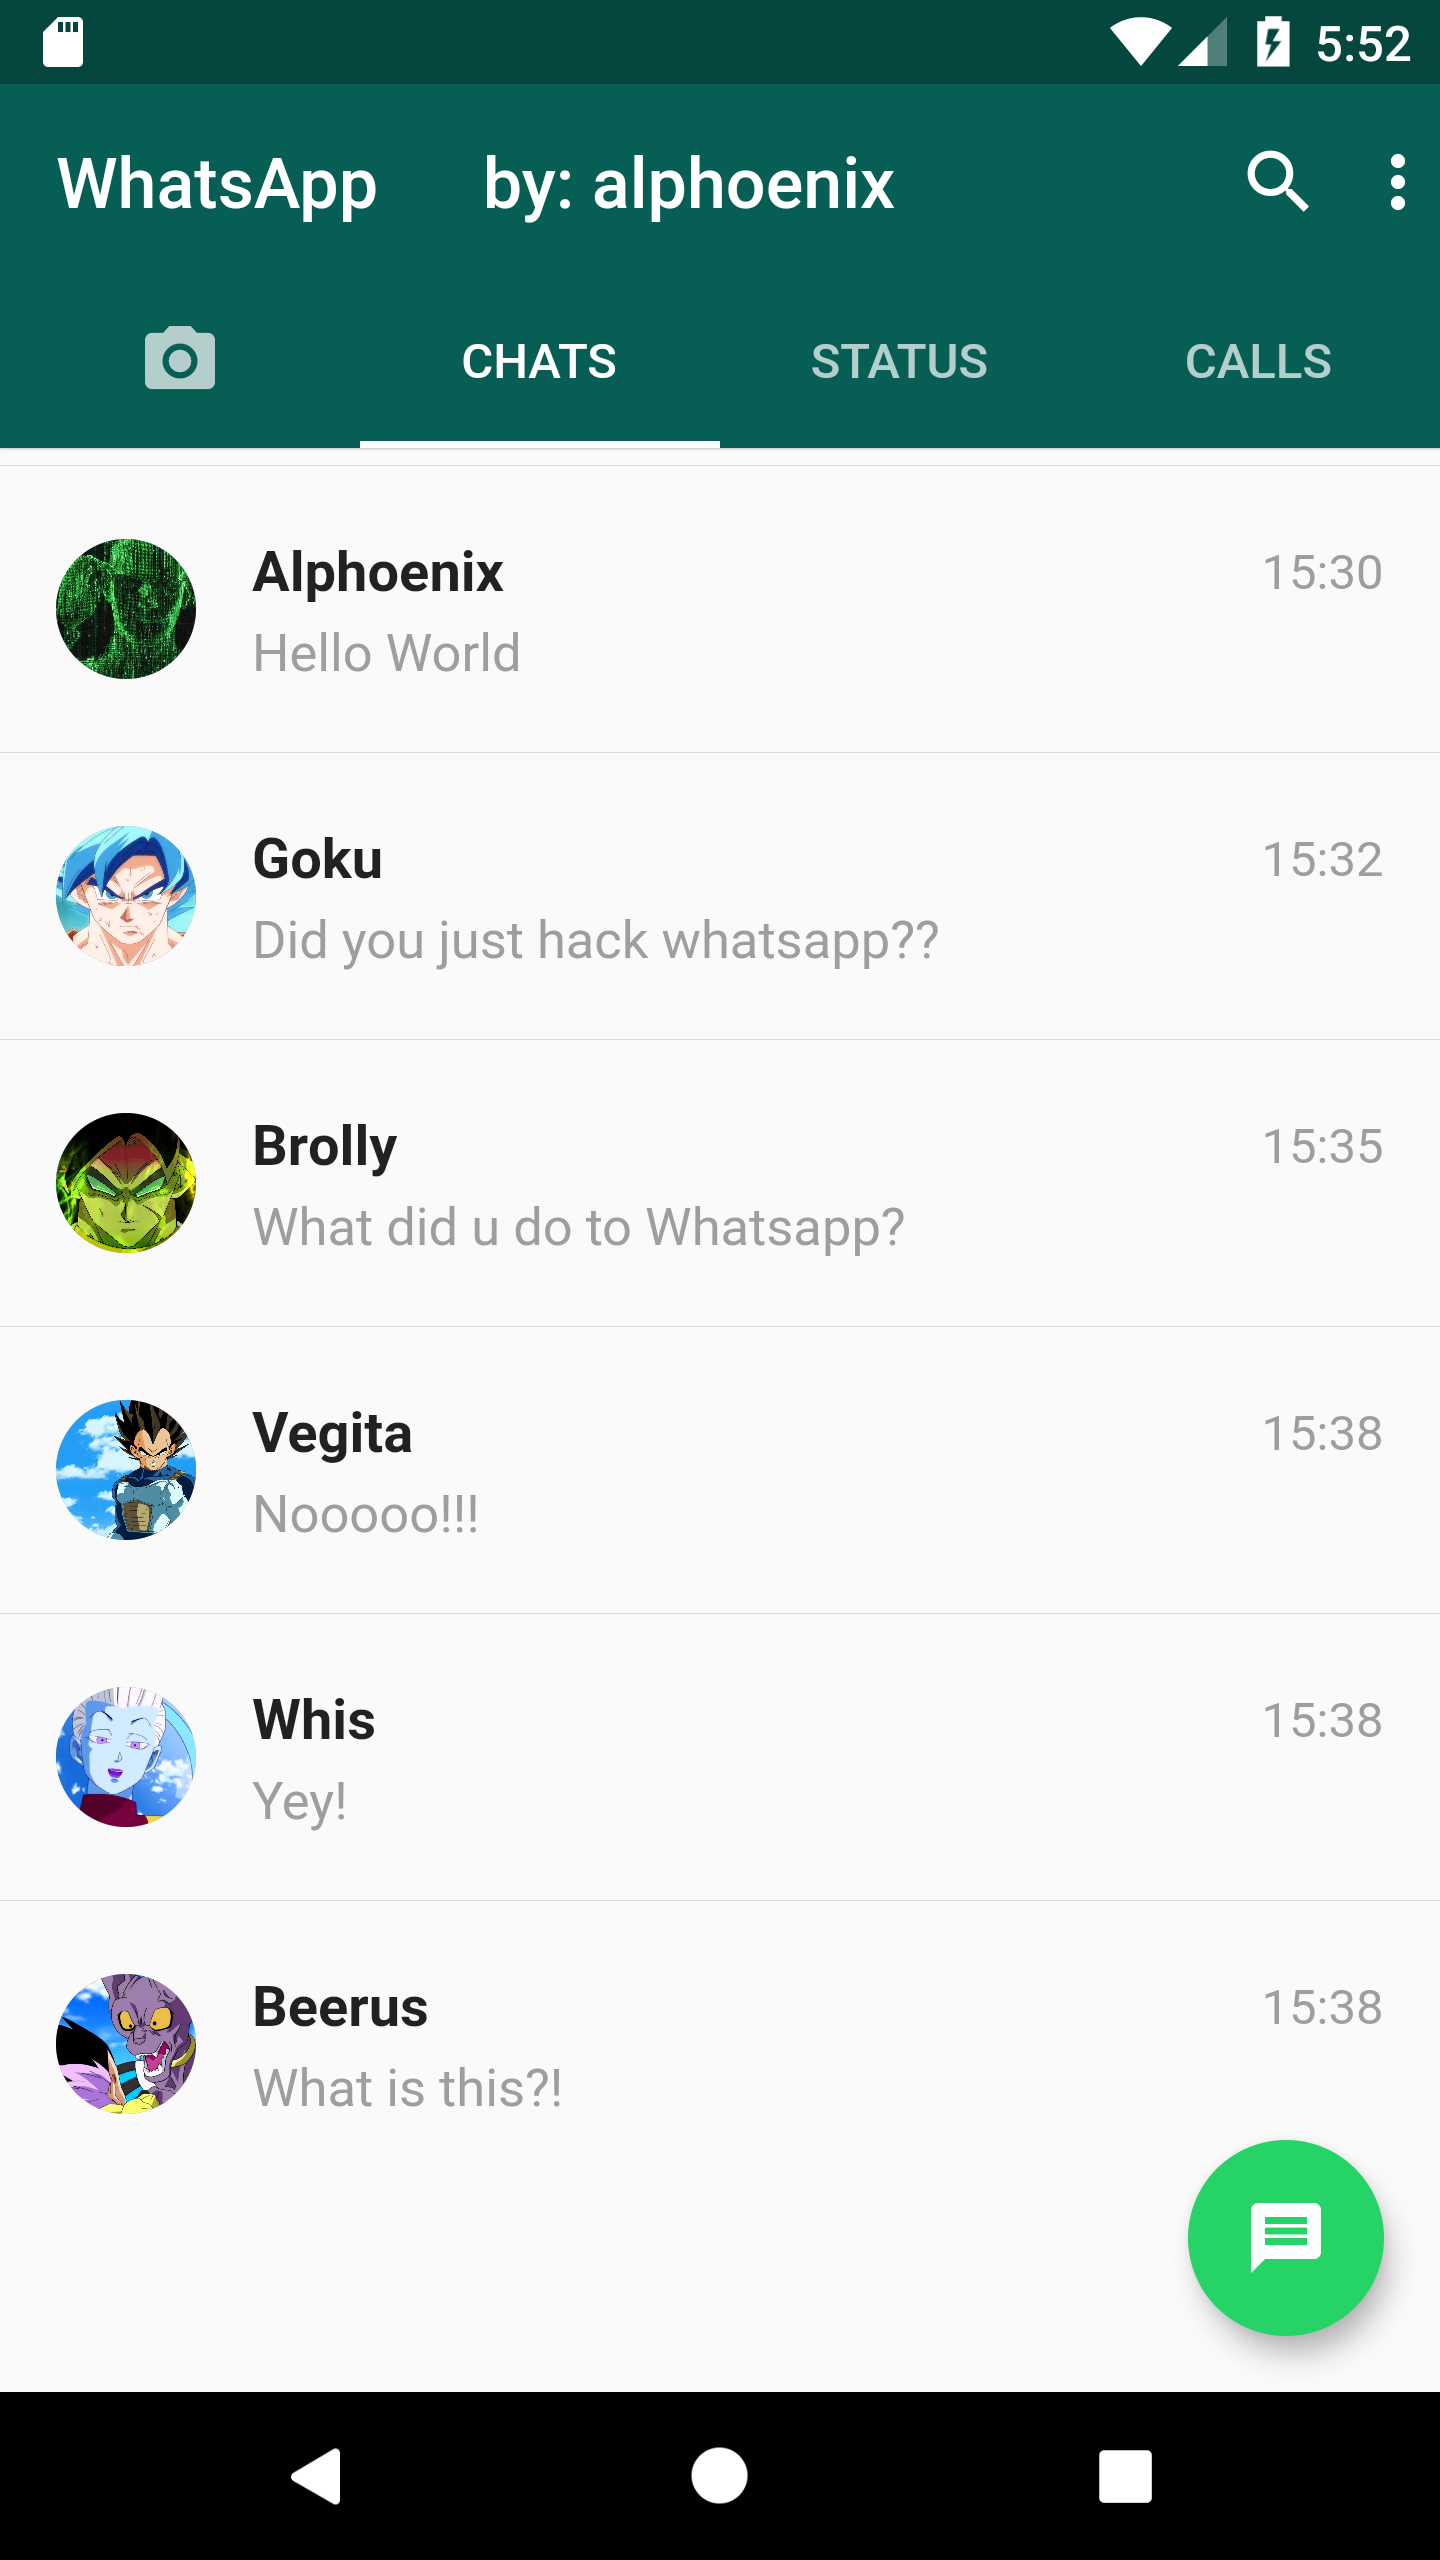 5:52
WhatsApp by: alphoenix
CHATS STATUS CALLS
Alphoenix 15:30
Hello World
Goku 15:32
Did you just hack whatsapp??
Brolly 15:35
What did u do to Whatsapp?
Vegita 15:38
Nooooo!!!
Whis 15:38
Yey!
Beerus 15:38
What is this?!